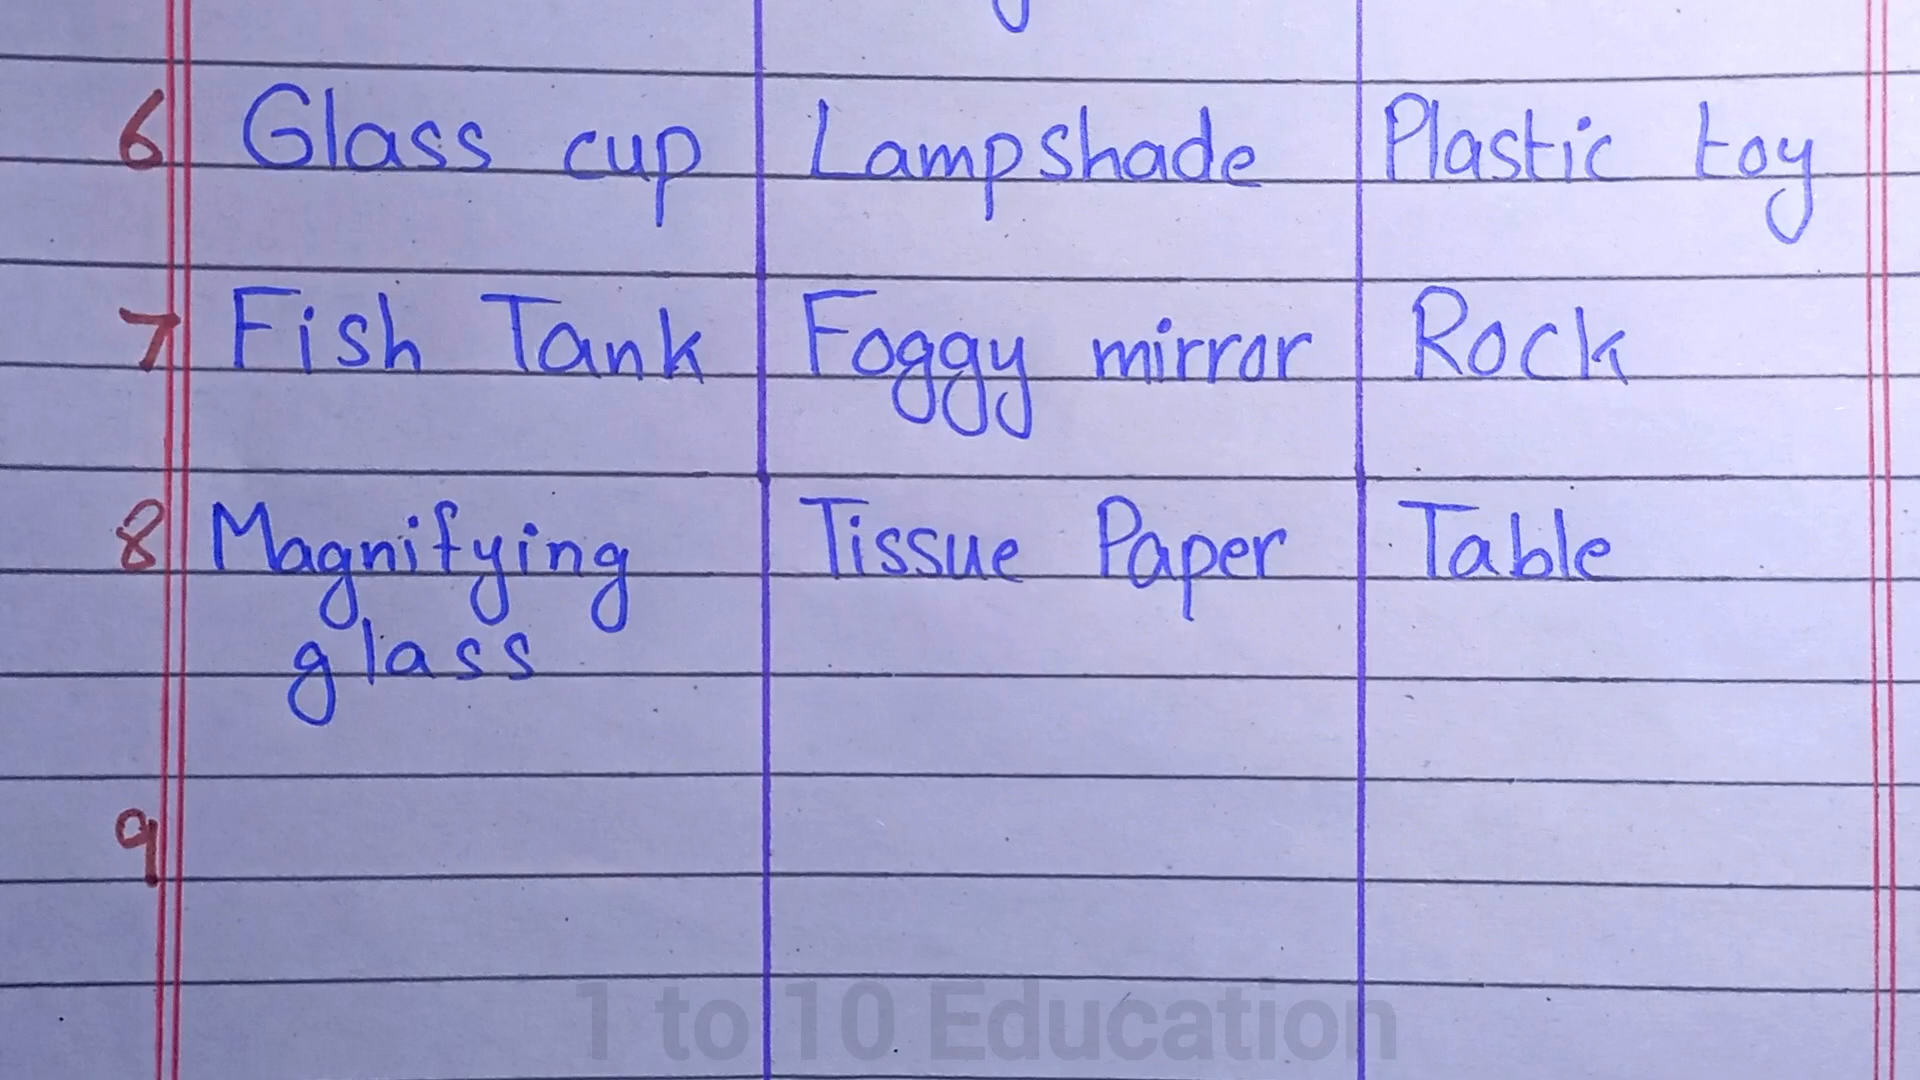 6 Glass cup Lampshade Plastic toy
7 Fish Tank Foggy mirror Rock
8 Magnifying Tissue Paper Table
glass
9
1 to 10 Education